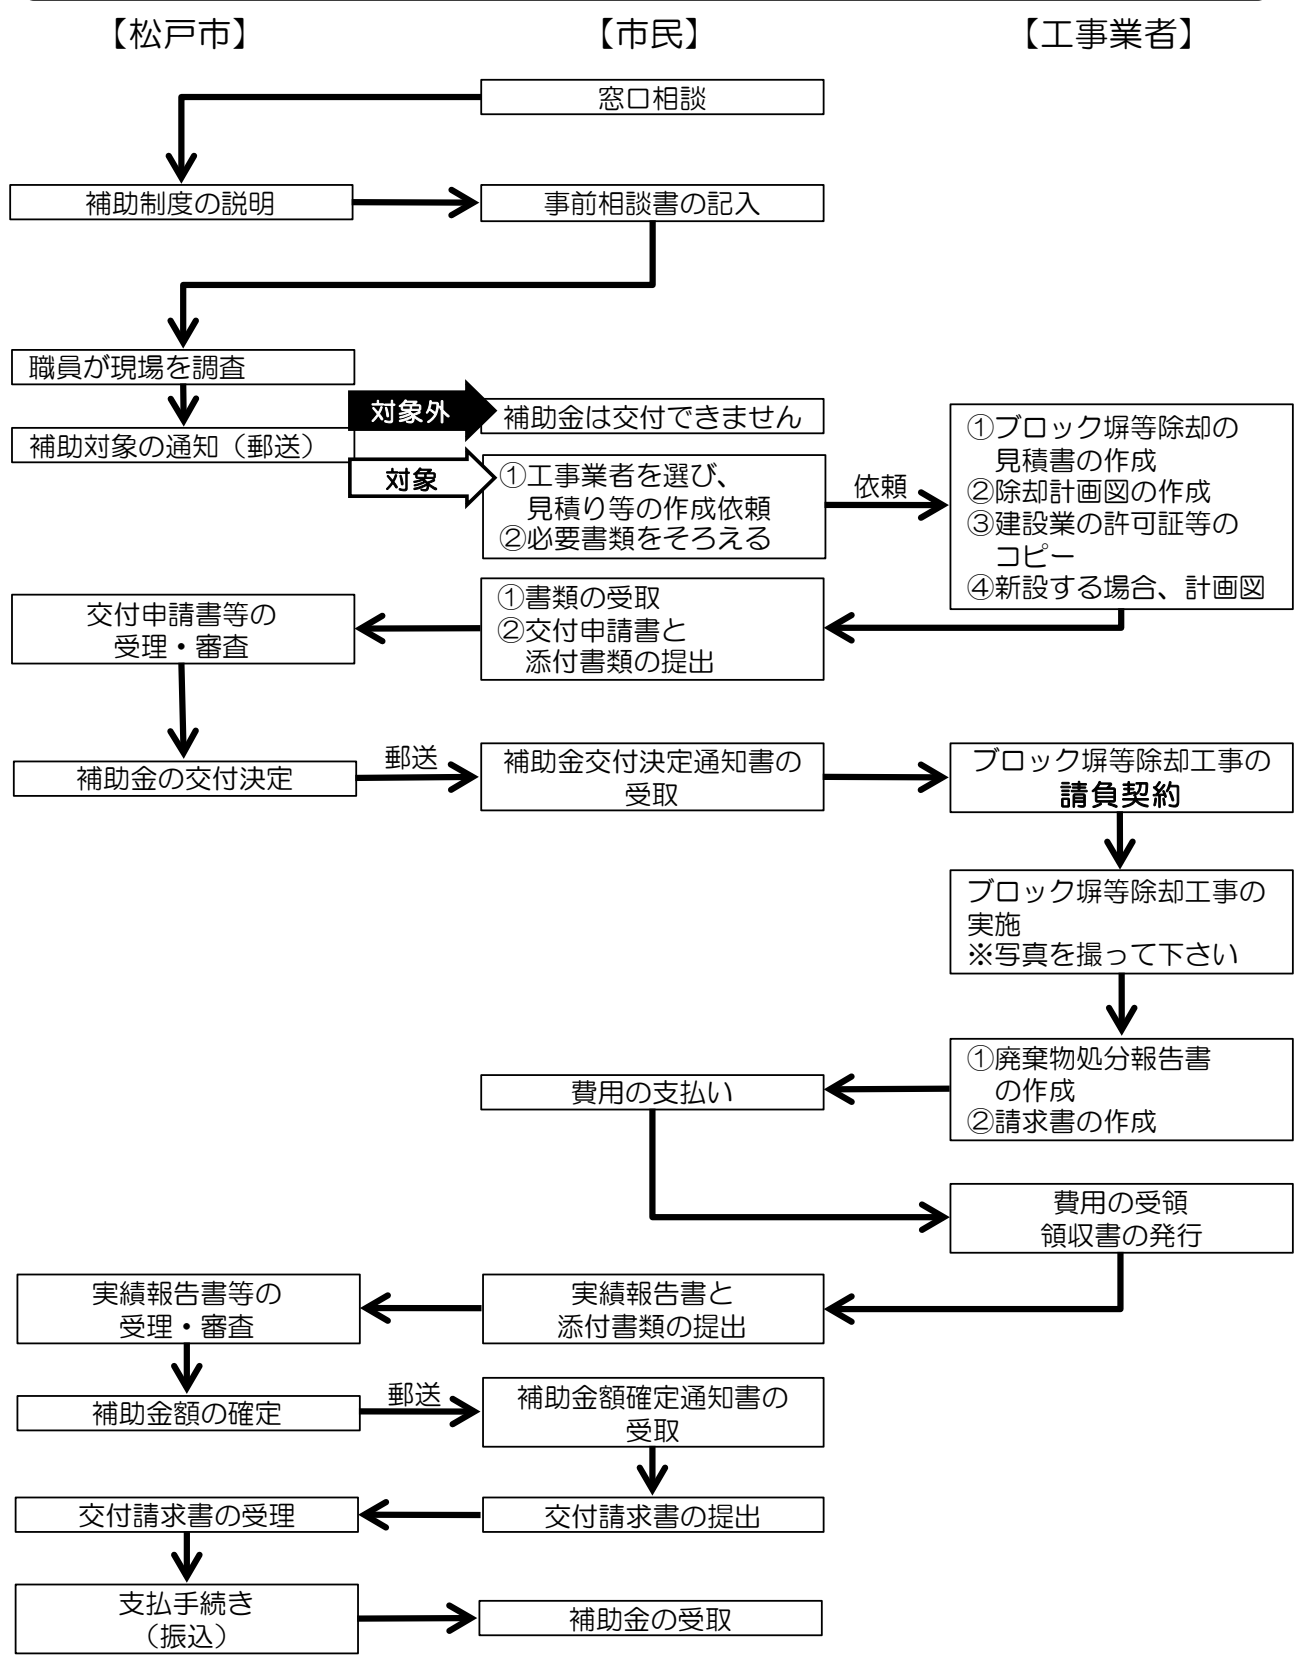 【松戸市】
【市民】
【工事業者】
窓口相談
補助制度の説明
事前相談書の記入
職員が現場を調査
補助対象の通知（郵送）
対象外
補助金は交付できません
対象
①工事業者を選び、
見積り等の作成依頼
②必要書類をそろえる
依頼
①ブロック塀等除却の
見積書の作成
②除却計画図の作成
③建設業の許可証等の
コピー
④新設する場合、計画図
①書類の受取
②交付申請書と
添付書類の提出
交付申請書等の
受理・審査
補助金の交付決定
郵送
補助金交付決定通知書の
受取
ブロック塀等除却工事の
請負契約
ブロック塀等除却工事の
実施
※写真を撮って下さい
①廃棄物処分報告書
の作成
②請求書の作成
費用の支払い
費用の受領
領収書の発行
実績報告書と
添付書類の提出
実績報告書等の
受理・審査
補助金額の確定
郵送
補助金額確定通知書の
受取
交付請求書の提出
交付請求書の受理
支払手続き
（振込）
補助金の受取